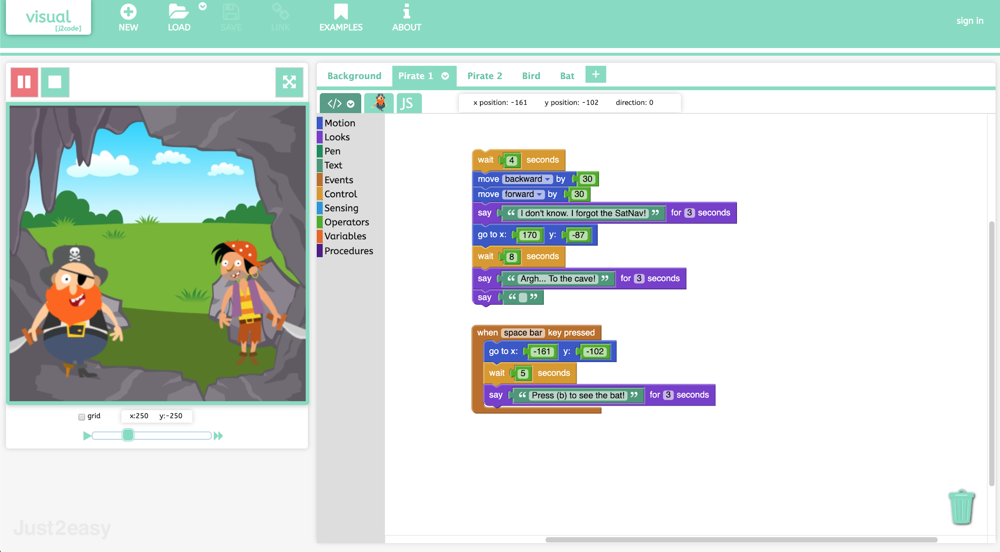 visual
[j2code]
NEW
LOAD
SAVE
LINK
EXAMPLES
ABOUT
sign in
Background
Pirate 1
Pirate 2
Bird
Bat
+
</>
JS
x position: -161 y position: -102 direction: 0
Motion
Looks
Pen
Text
Events
Control
Sensing
Operators
Variables
Procedures
wait 4 seconds
move backward by 30
move forward by 30
say “ I don't know. I forgot the SatNav! ” for 3 seconds
go to x: 170 y: -87
wait 8 seconds
say “ Argh... To the cave! ” for 3 seconds
say “ ”
when space bar key pressed
go to x: -161 y: -102
wait 5 seconds
say “ Press (b) to see the bat! ” for 3 seconds
grid x:250 y:-250
Just2easy